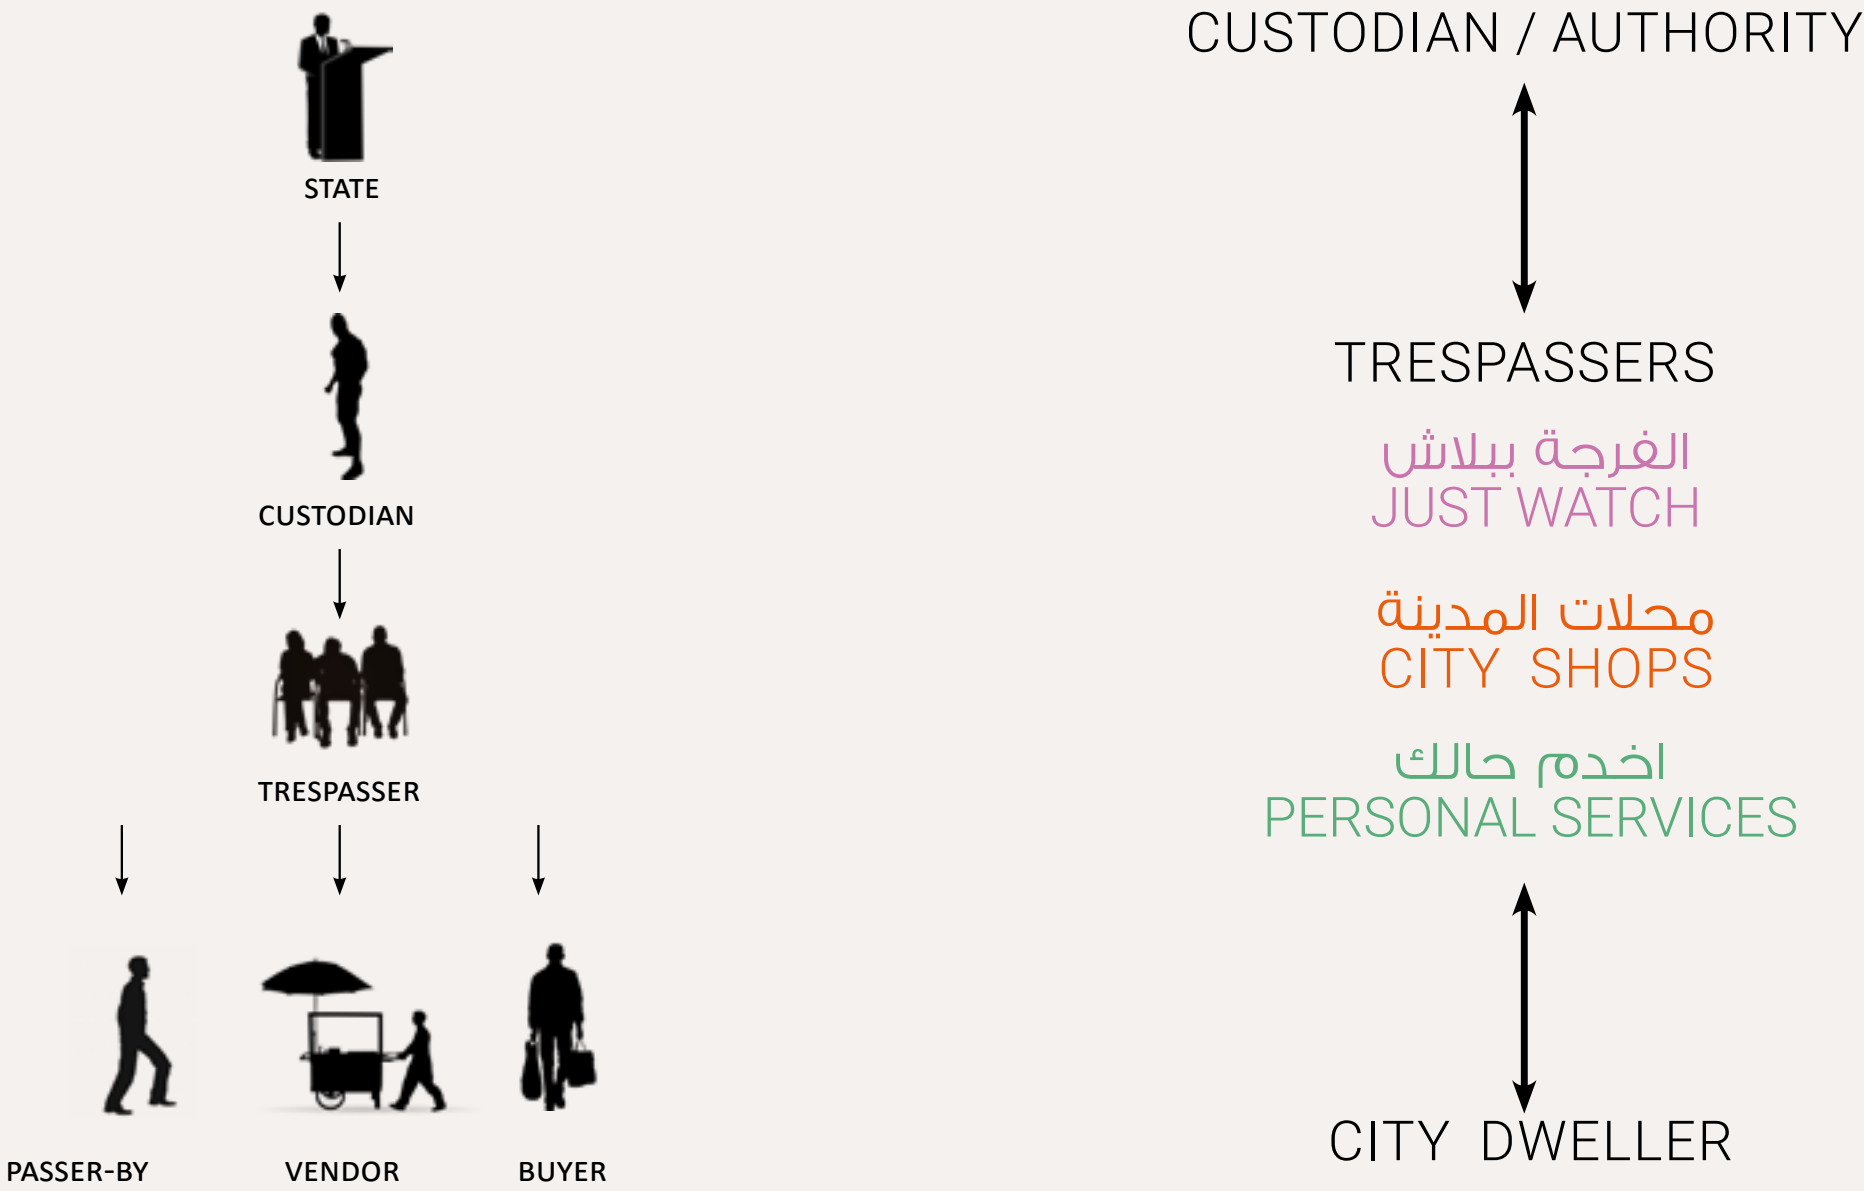 STATE
CUSTODIAN
TRESPASSER
PASSER-BY
VENDOR
BUYER
CUSTODIAN / AUTHORITY
TRESPASSERS
الفرجة ببلاش
JUST WATCH
محلات المدينة
CITY SHOPS
اخدم حالك
PERSONAL SERVICES
CITY DWELLER